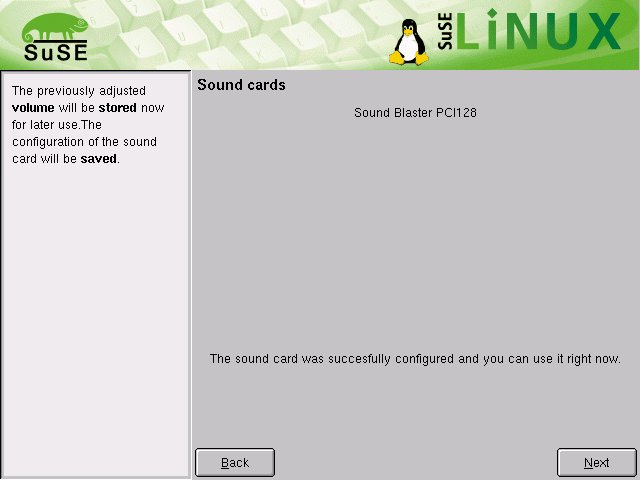 SuSE
SuSE LiNUX
The previously adjusted
volume will be stored now
for later use.The
configuration of the sound
card will be saved.
Sound cards
Sound Blaster PCI128
The sound card was succesfully configured and you can use it right now.
Back
Next